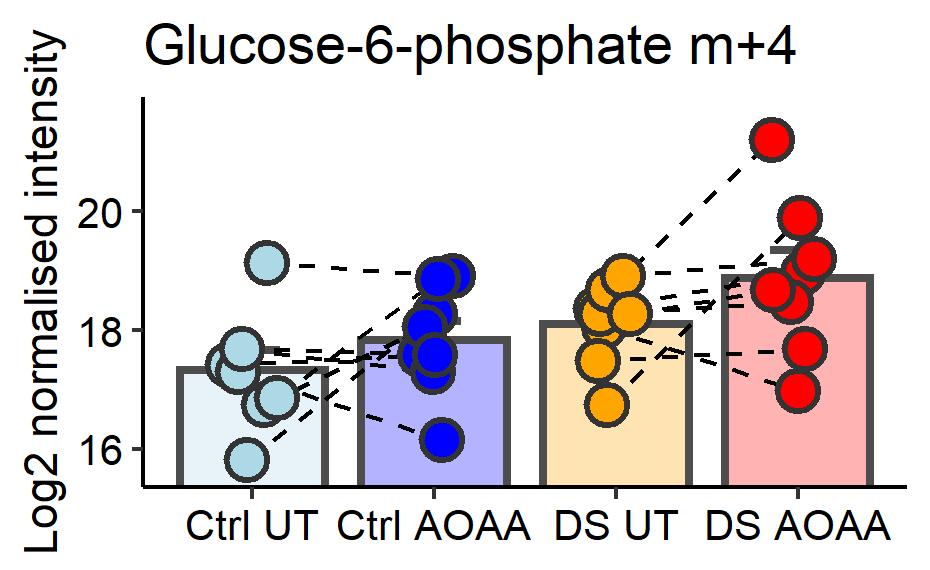 Glucose-6-phosphate m+4
Log2 normalised intensity
20
18
16
Ctrl UT
Ctrl AOAA
DS UT
DS AOAA